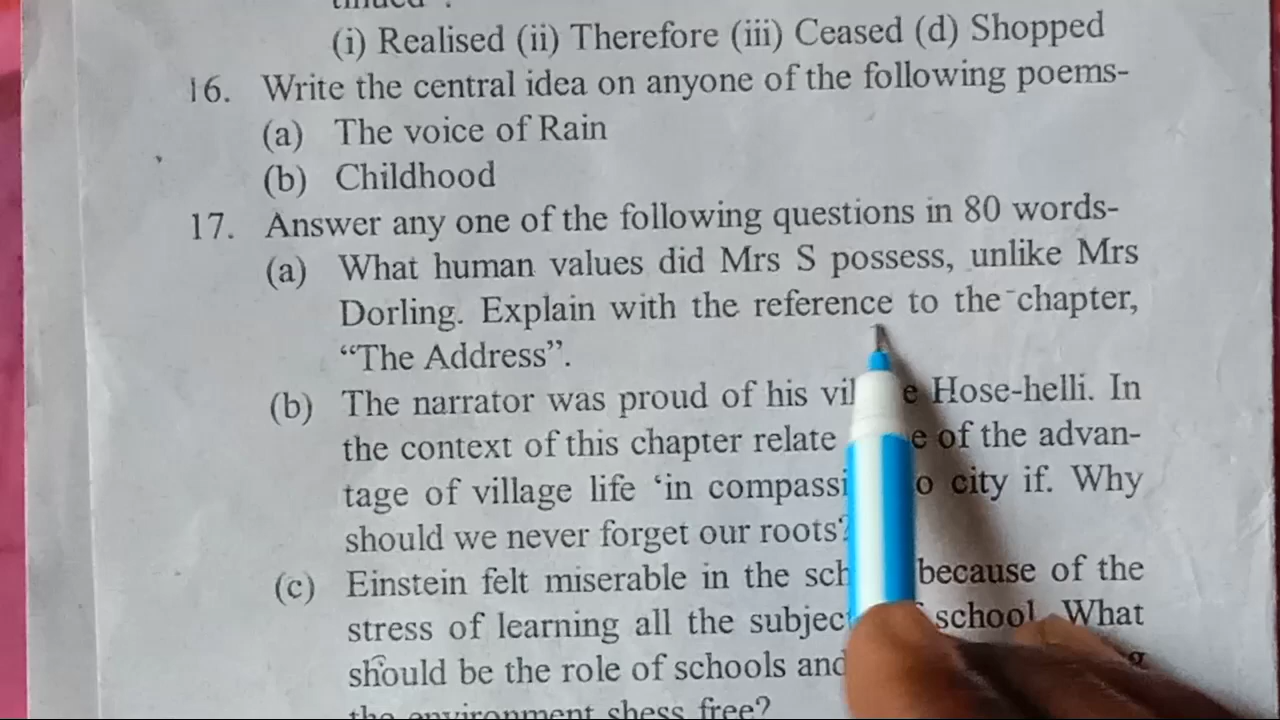 (i) Realised (ii) Therefore (iii) Ceased (d) Shopped
16. Write the central idea on anyone of the following poems-
(a) The voice of Rain
(b) Childhood
17. Answer any one of the following questions in 80 words-
(a) What human values did Mrs S possess, unlike Mrs
Dorling. Explain with the reference to the chapter,
“The Address”.
(b) The narrator was proud of his Hose-helli. In
the context of this chapter relate of the advan-
tage of village life ‘in city if. Why
should we never forget our roots?
(c) Einstein felt miserable in the because of the
stress of learning all the school. What
should be the role of schools and
the environment shess free?